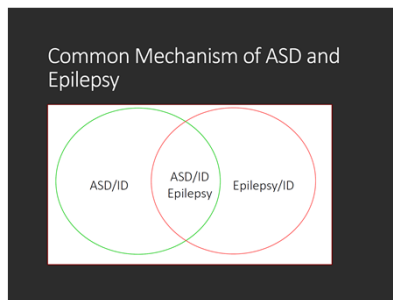 Common Mechanism of ASD and
Epilepsy
ASD/ID
ASD/ID
Epilepsy
Epilepsy/ID